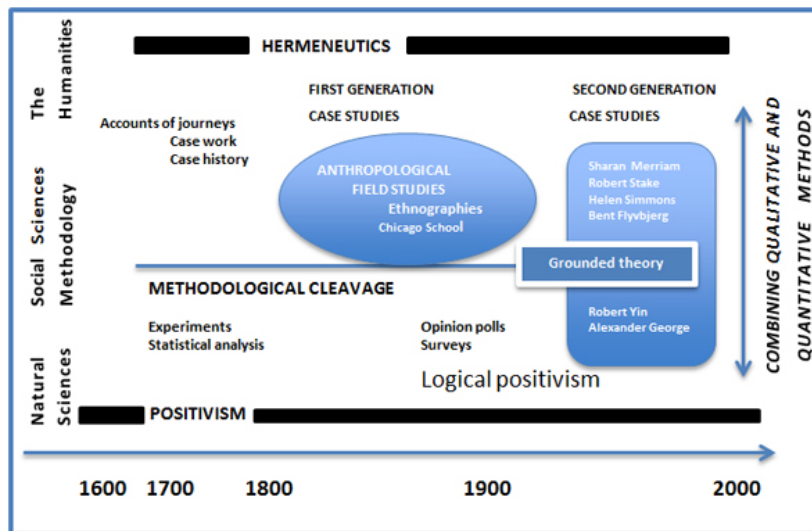 The
Humanities
HERMENEUTICS
FIRST GENERATION
CASE STUDIES
SECOND GENERATION
CASE STUDIES
Accounts of journeys
Case work
Case history
ANTHROPOLOGICAL
FIELD STUDIES
Ethnographies
Chicago School
Sharan Merriam
Robert Stake
Helen Simmons
Bent Flyvbjerg
Grounded theory
Robert Yin
Alexander George
COMBINING QUALITATIVE AND
QUANTITATIVE METHODS
Social Sciences
Methodology
METHODOLOGICAL CLEAVAGE
Experiments
Statistical analysis
Opinion polls
Surveys
Logical positivism
Natural
Sciences
POSITIVISM
1600 1700 1800 1900 2000